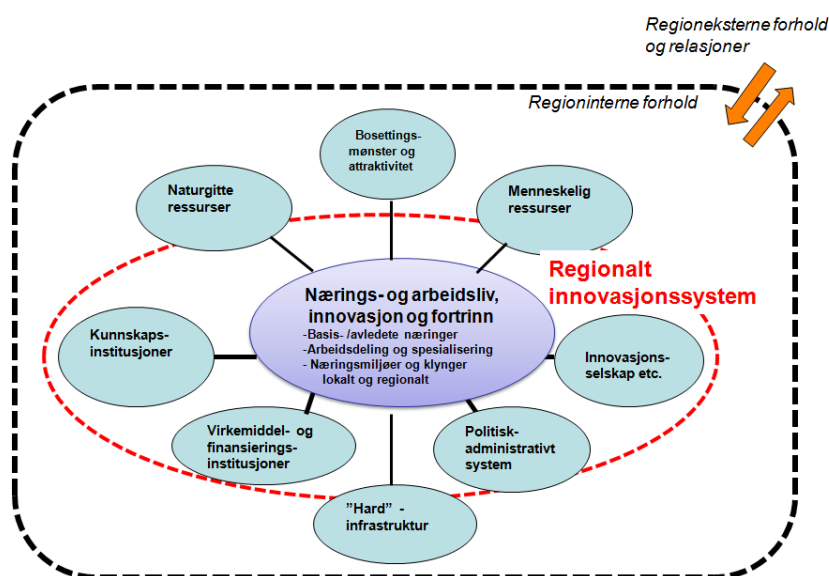 Regioneksterne forhold
og relasjoner
Regioninterne forhold
Bosettings-
mønster og
attraktivitet
Naturgitte
ressurser
Menneskelig
ressurser
Regionalt
innovasjonssystem
Nærings- og arbeidsliv,
innovasjon og fortrinn
-Basis- /avledete næringer
-Arbeidsdeling og spesialisering
- Næringsmiljøer og klynger
lokalt og regionalt
Kunnskaps-
institusjoner
Innovasjons-
selskap etc.
Virkemiddel- og
finansierings-
institusjoner
Politisk-
administrativt
system
”Hard” -
infrastruktur